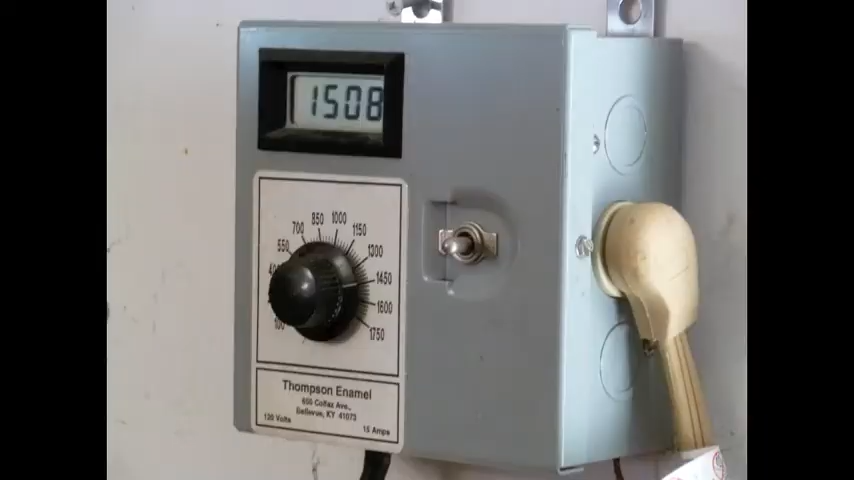 1508
850 1000
700 1150
550 1300
1450
1600
100 1750
Thompson Enamel
650 Colfax Ave.,
Bellevue, KY 41073
120 Volts 15 Amps